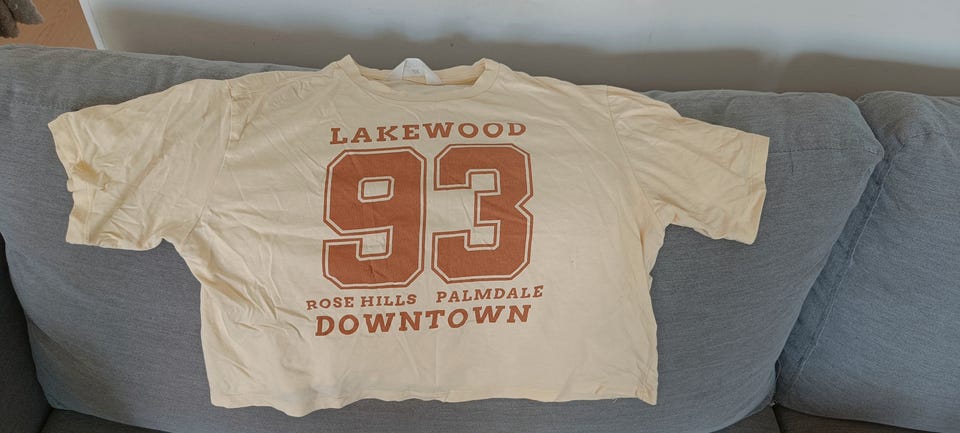 LAKEWOOD
93
ROSE HILLS PALMDALE
DOWNTOWN